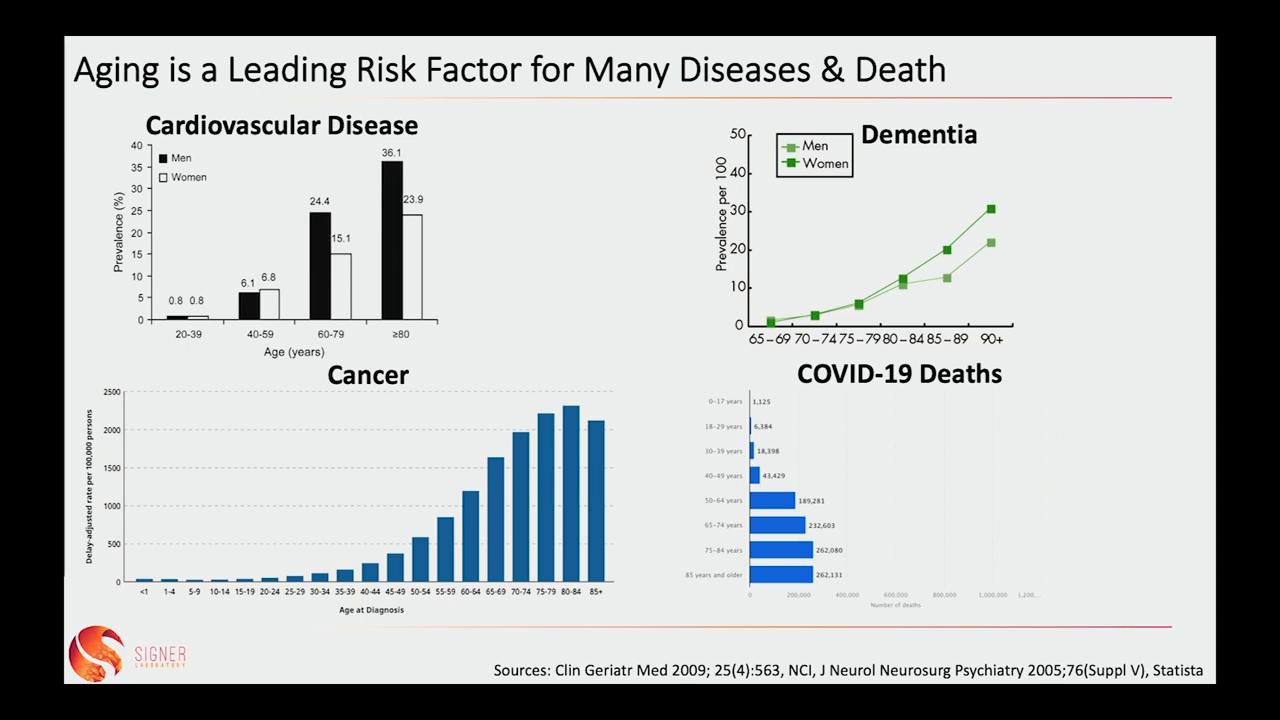 Aging is a Leading Risk Factor for Many Diseases & Death
Cardiovascular Disease
40
35
30
25
20
15
10
5
0
Prevalence (%)
Men
Women
0.8 0.8
6.1 6.8
24.4
15.1
36.1
23.9
20-39 40-59 60-79 ≥80
Age (years)
Dementia
50
40
30
20
10
0
Prevalence per 100
Men
Women
65–69 70–74 75–79 80–84 85–89 90+
Cancer
2500
2000
1500
1000
500
0
Delay-adjusted rate per 100,000 persons
<1 1-4 5-9 10-14 15-19 20-24 25-29 30-34 35-39 40-44 45-49 50-54 55-59 60-64 65-69 70-74 75-79 80-84 85+
Age at Diagnosis
COVID-19 Deaths
0–17 years 1,125
18–29 years 6,384
30–39 years 18,398
40–49 years 43,429
50–64 years 189,281
65–74 years 232,603
75–84 years 262,080
85 years and older 262,131
0 200,000 400,000 600,000 800,000 1,000,000 1,200,...
Number of deaths
SIGNER
LABORATORY
Sources: Clin Geriatr Med 2009; 25(4):563, NCI, J Neurol Neurosurg Psychiatry 2005;76(Suppl V), Statista